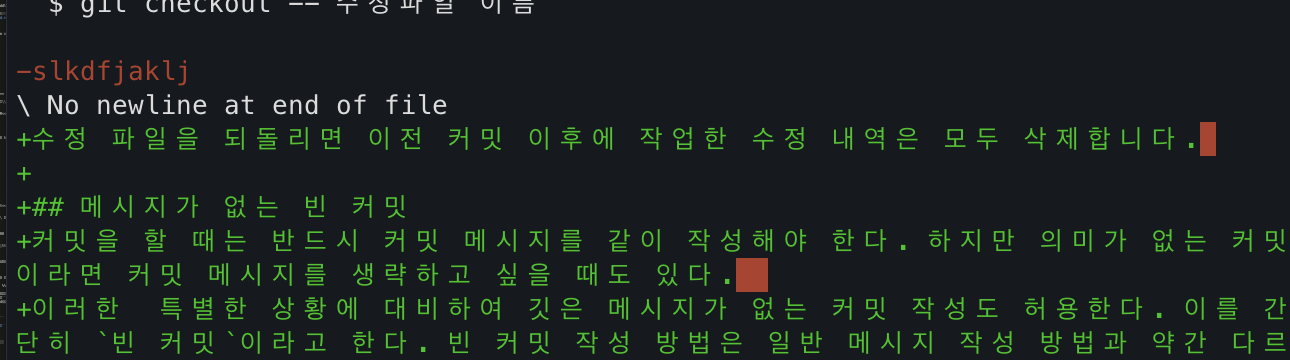 $ git checkout -- 수정파일 이름
-slkdfjaklj
\ No newline at end of file
+수정 파일을 되돌리면 이전 커밋 이후에 작업한 수정 내역은 모두 삭제합니다.
+
+## 메시지가 없는 빈 커밋
+커밋을 할 때는 반드시 커밋 메시지를 같이 작성해야 한다. 하지만 의미가 없는 커밋
이라면 커밋 메시지를 생략하고 싶을 때도 있다.
+이러한  특별한 상황에 대비하여 깃은 메시지가 없는 커밋 작성도 허용한다. 이를 간
단히 `빈 커밋`이라고 한다. 빈 커밋 작성 방법은 일반 메시지 작성 방법과 약간 다르